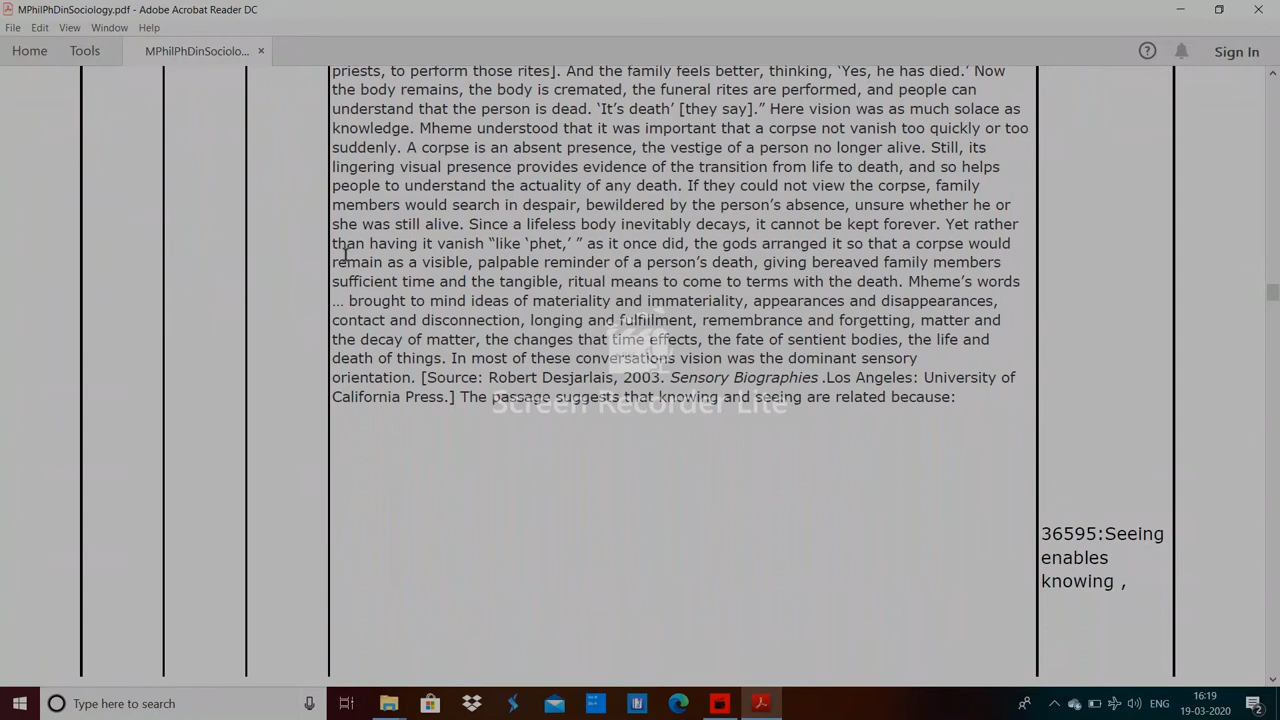 MPhilPhDinSociology.pdf - Adobe Acrobat Reader DC
File Edit View Window Help
Home Tools MPhilPhDinSociolo... × Sign In
priests, to perform those rites]. And the family feels better, thinking, ‘Yes, he has died.’ Now
the body remains, the body is cremated, the funeral rites are performed, and people can
understand that the person is dead. ‘It’s death’ [they say].” Here vision was as much solace as
knowledge. Mheme understood that it was important that a corpse not vanish too quickly or too
suddenly. A corpse is an absent presence, the vestige of a person no longer alive. Still, its
lingering visual presence provides evidence of the transition from life to death, and so helps
people to understand the actuality of any death. If they could not view the corpse, family
members would search in despair, bewildered by the person’s absence, unsure whether he or
she was still alive. Since a lifeless body inevitably decays, it cannot be kept forever. Yet rather
than having it vanish “like ‘phet,’ ” as it once did, the gods arranged it so that a corpse would
remain as a visible, palpable reminder of a person’s death, giving bereaved family members
sufficient time and the tangible, ritual means to come to terms with the death. Mheme’s words
... brought to mind ideas of materiality and immateriality, appearances and disappearances,
contact and disconnection, longing and fulfilment, remembrance and forgetting, matter and
the decay of matter, the changes that time effects, the fate of sentient bodies, the life and
death of things. In most of these conversations vision was the dominant sensory
orientation. [Source: Robert Desjarlais, 2003. Sensory Biographies .Los Angeles: University of
California Press.] The passage suggests that knowing and seeing are related because:
Screen Recorder Lite
36595:Seeing
enables
knowing ,
Type here to search
ENG
16:19
19-03-2020
2